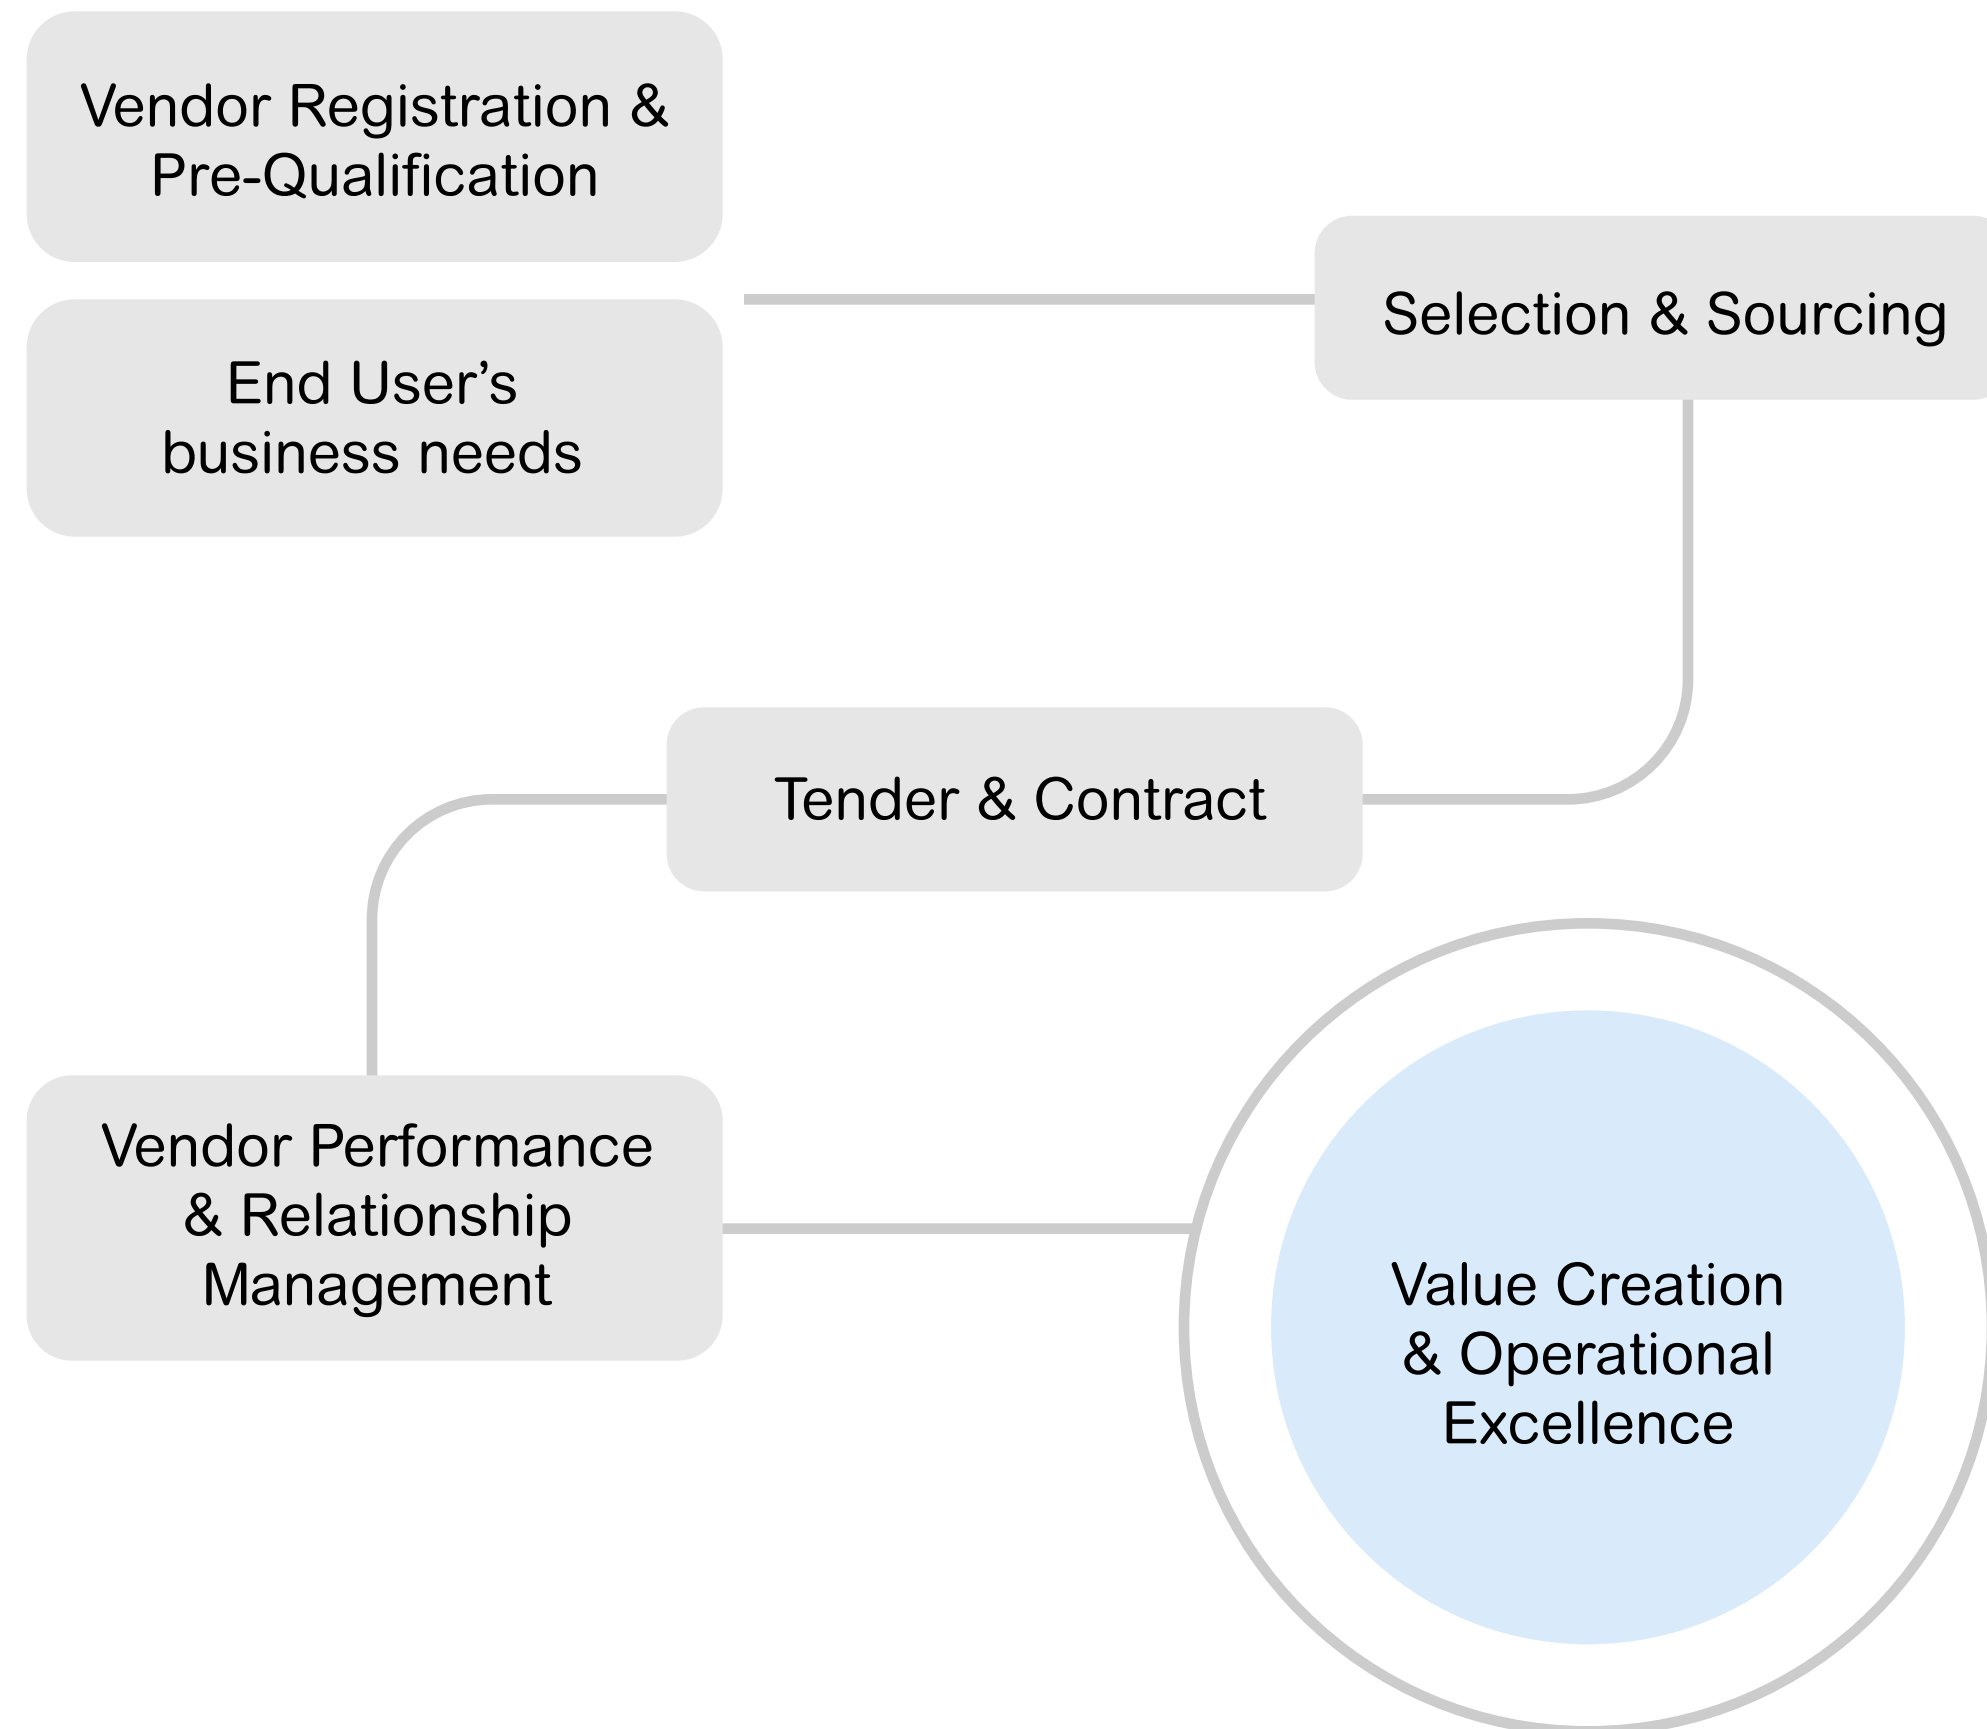 Vendor Registration &
Pre-Qualification
End User’s
business needs
Selection & Sourcing
Tender & Contract
Vendor Performance
& Relationship
Management
Value Creation
& Operational
Excellence